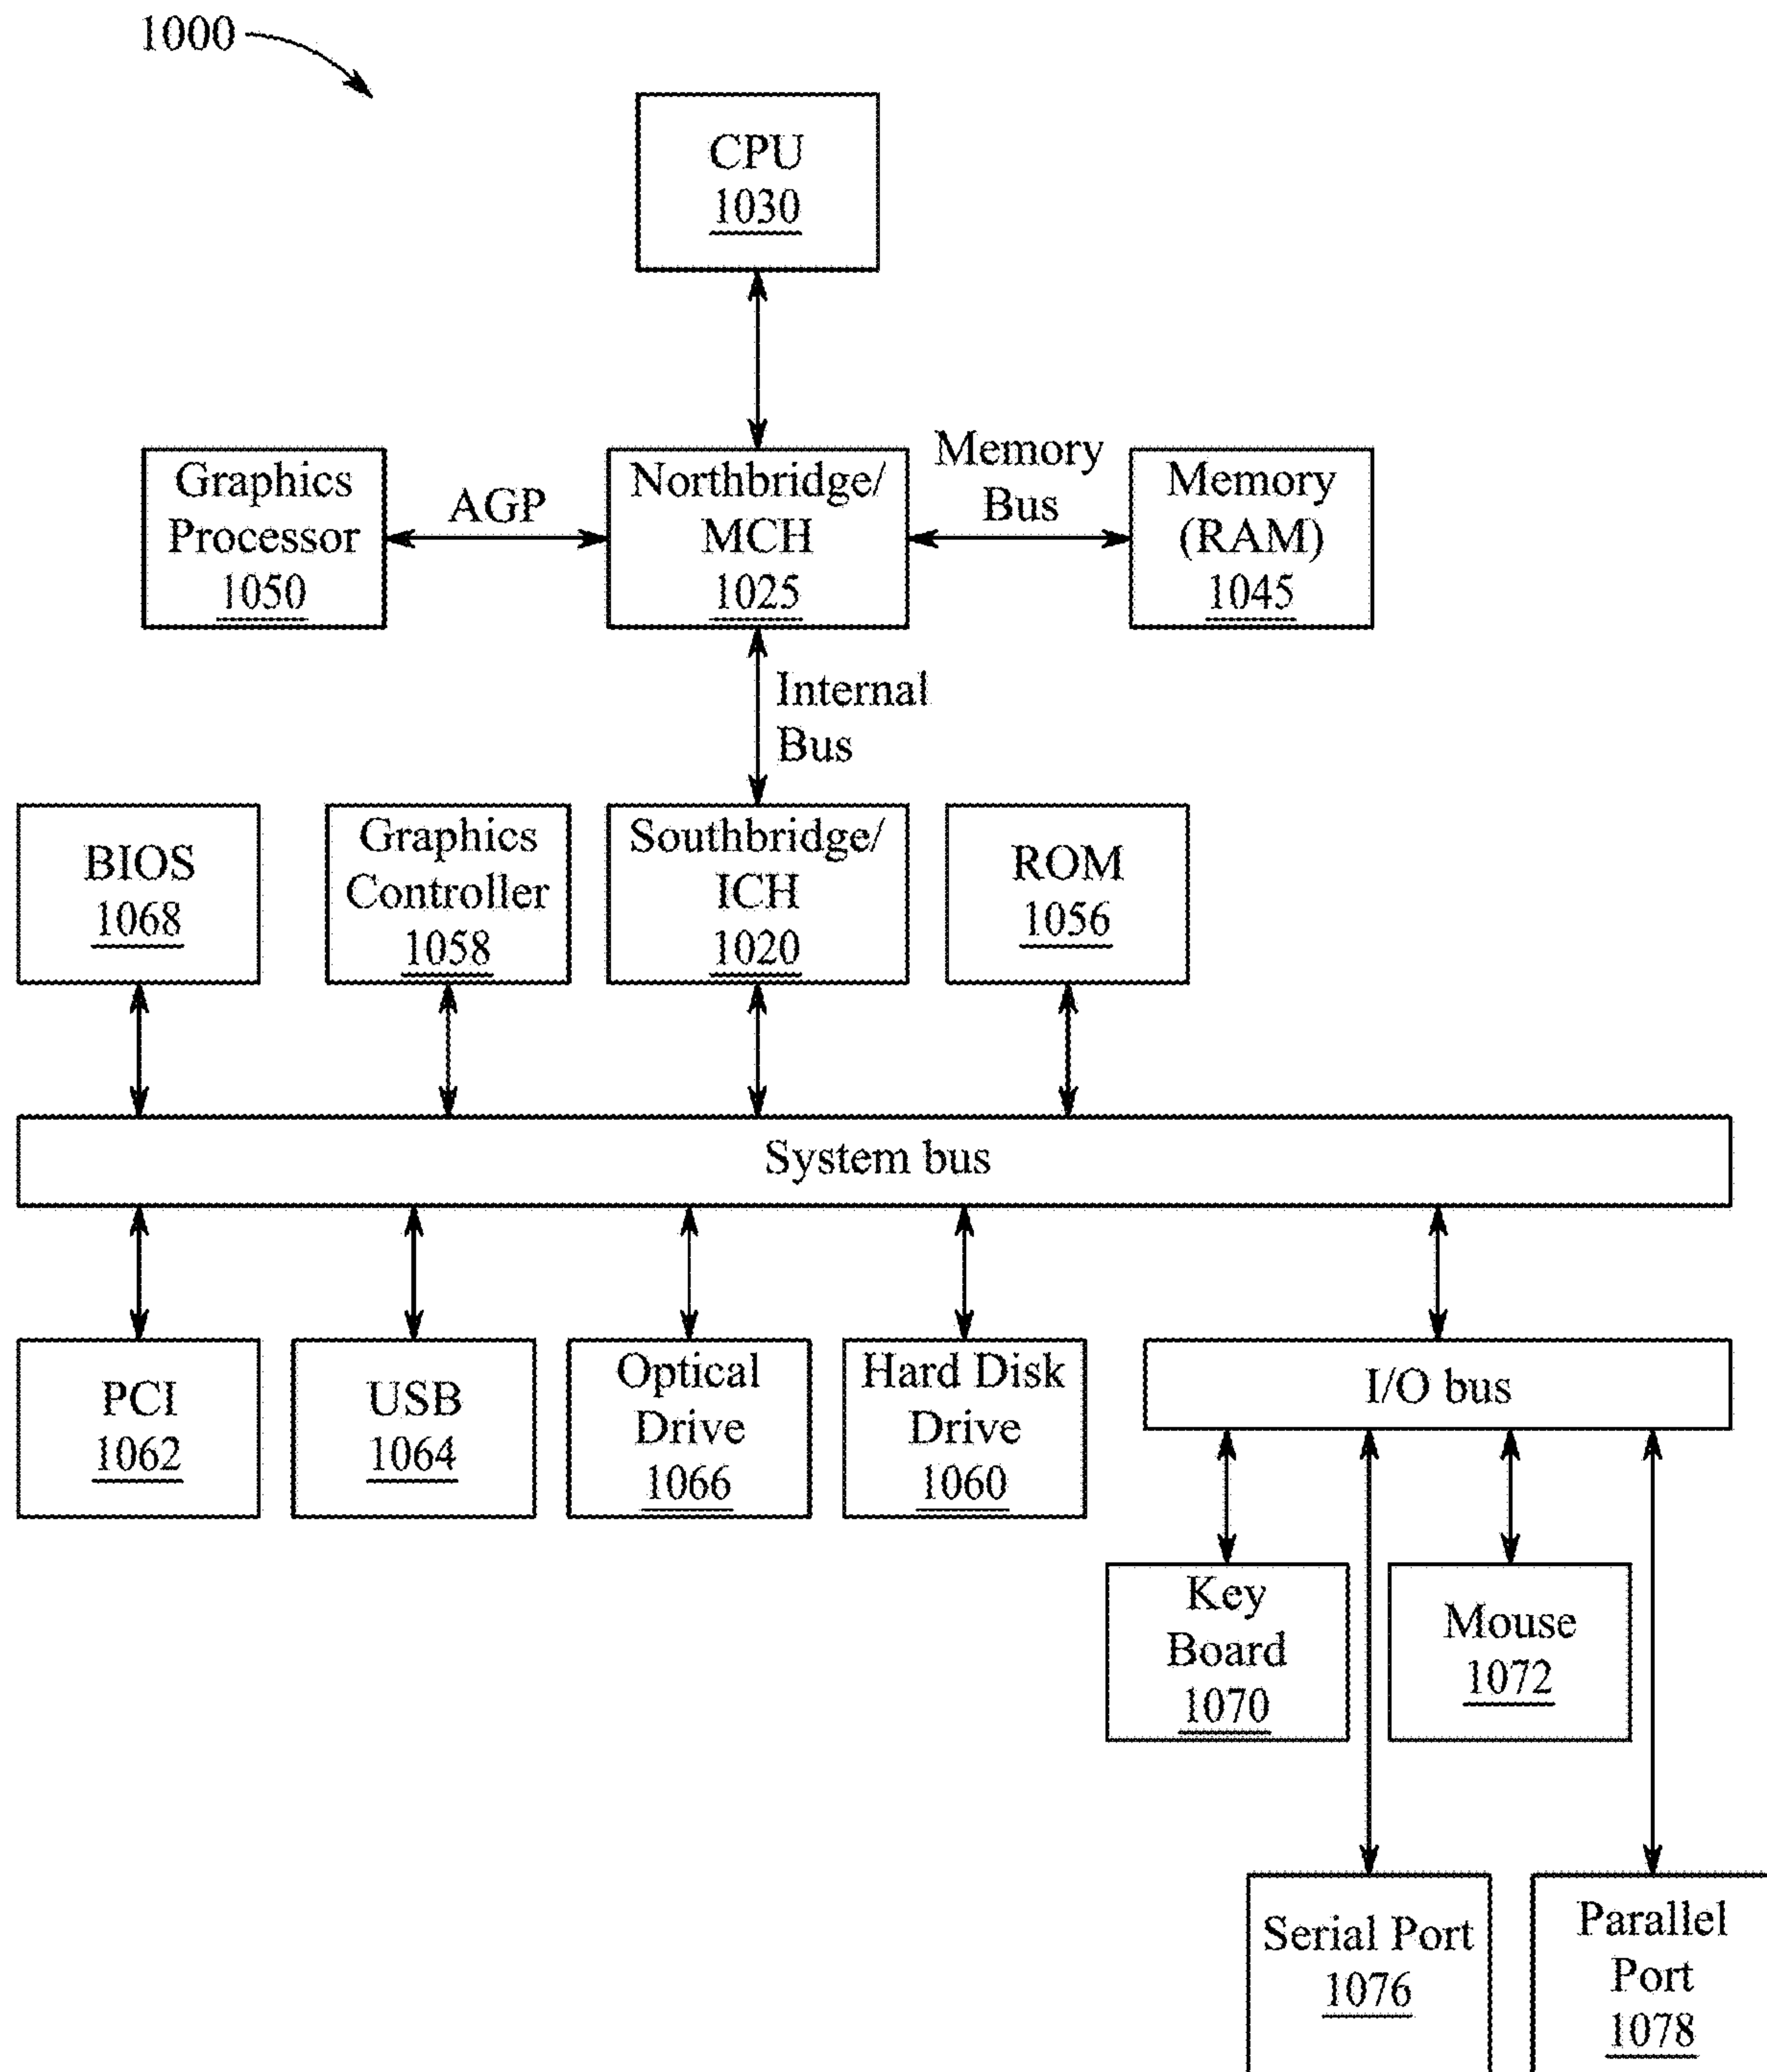 1000
CPU
1030
Graphics
Processor
1050
AGP
Northbridge/
MCH
1025
Memory
Bus
Memory
(RAM)
1045
Internal
Bus
BIOS
1068
Graphics
Controller
1058
Southbridge/
ICH
1020
ROM
1056
System bus
PCI
1062
USB
1064
Optical
Drive
1066
Hard Disk
Drive
1060
I/O bus
Key
Board
1070
Mouse
1072
Serial Port
1076
Parallel
Port
1078